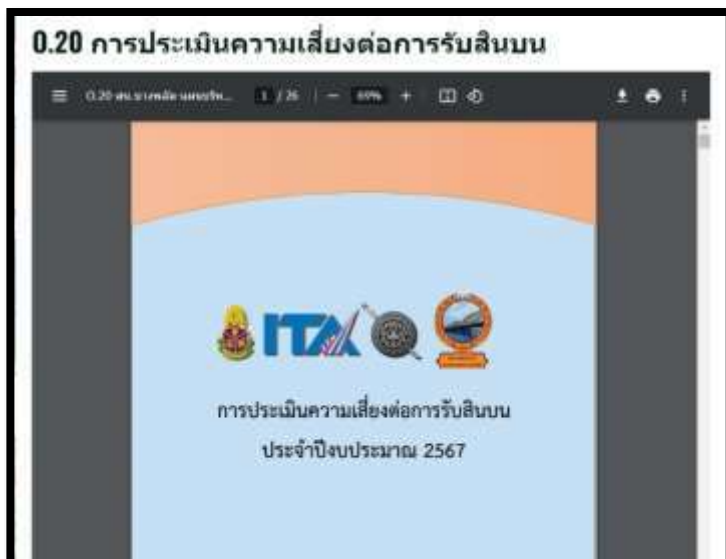 0.20 การประเมินความเสี่ยงต่อการรับสินบน
1 / 26 69%
ITA
การประเมินความเสี่ยงต่อการรับสินบน
ประจำปีงบประมาณ 2567